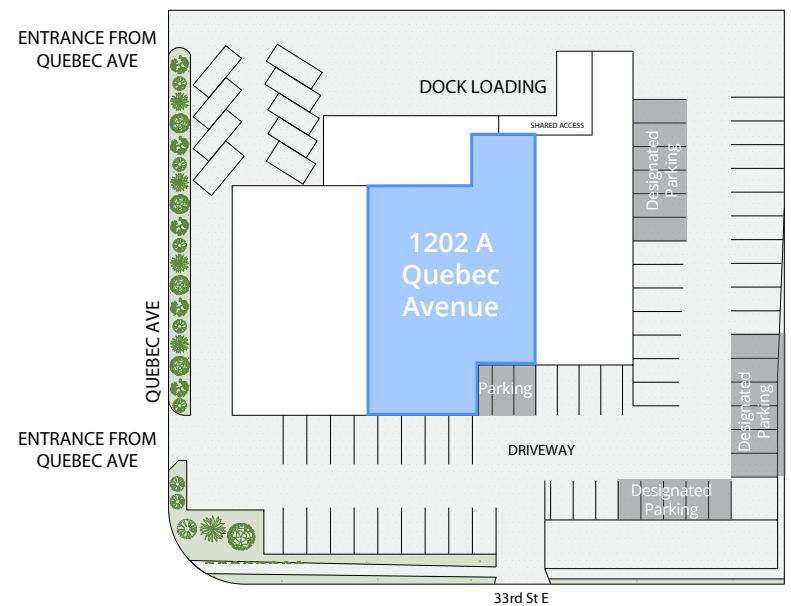 ENTRANCE FROM
QUEBEC AVE
DOCK LOADING
SHARED ACCESS
Designated
Parking
1202 A
Quebec
Avenue
QUEBEC AVE
Parking
Designated
Parking
ENTRANCE FROM
QUEBEC AVE
DRIVEWAY
Designated
Parking
33rd St E